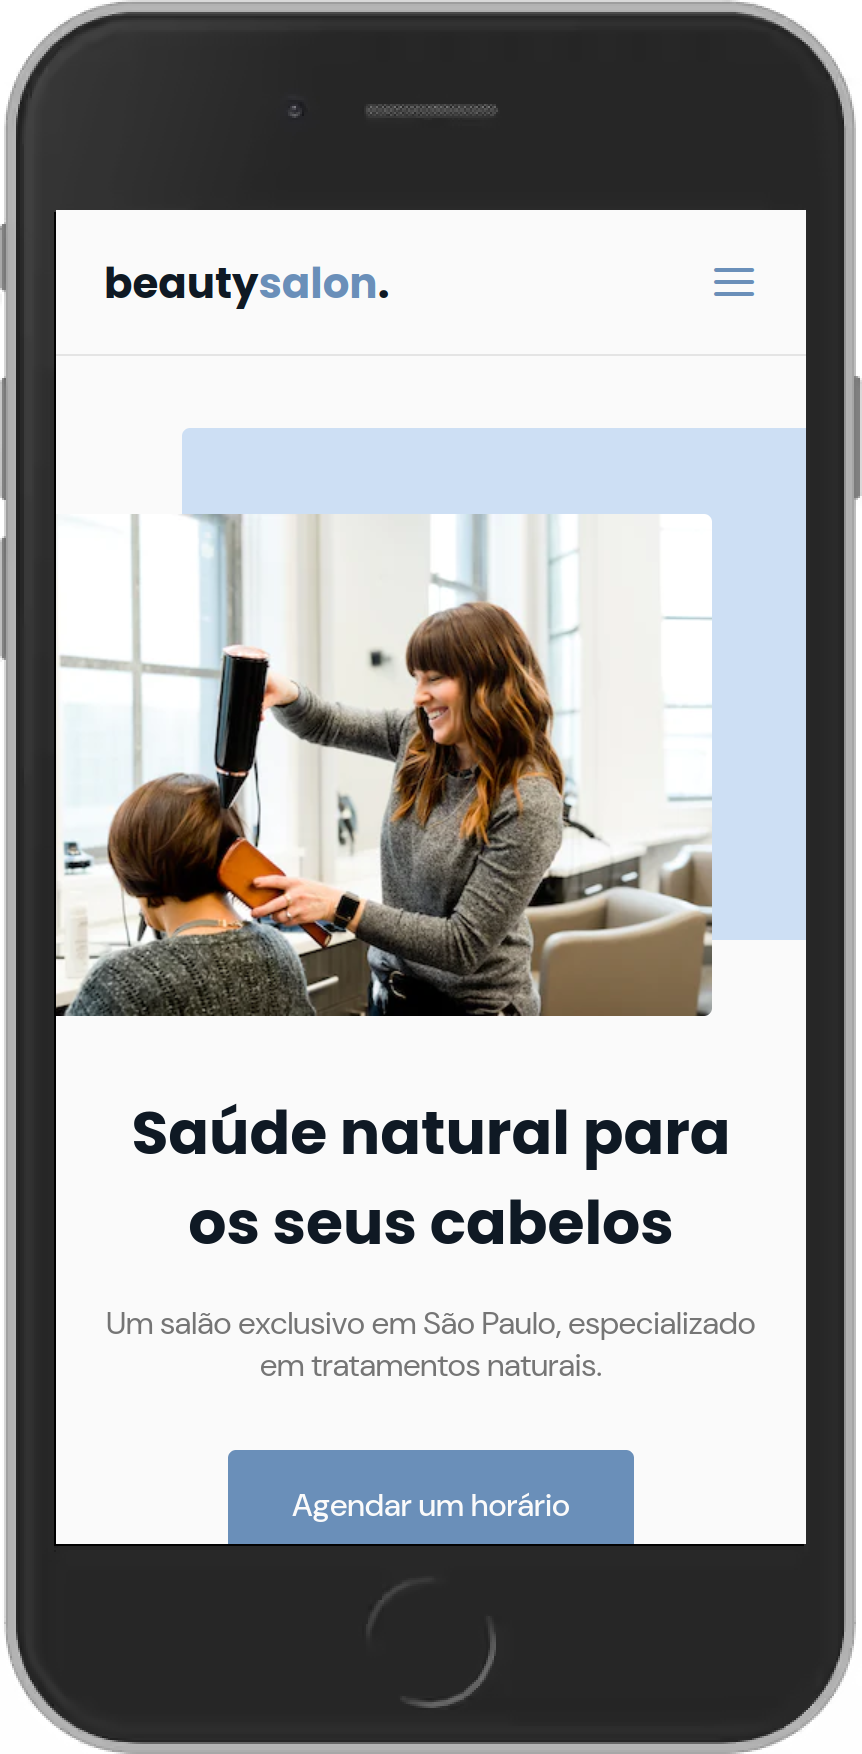 beautysalon.
Saúde natural para
os seus cabelos
Um salão exclusivo em São Paulo, especializado
em tratamentos naturais.
Agendar um horário